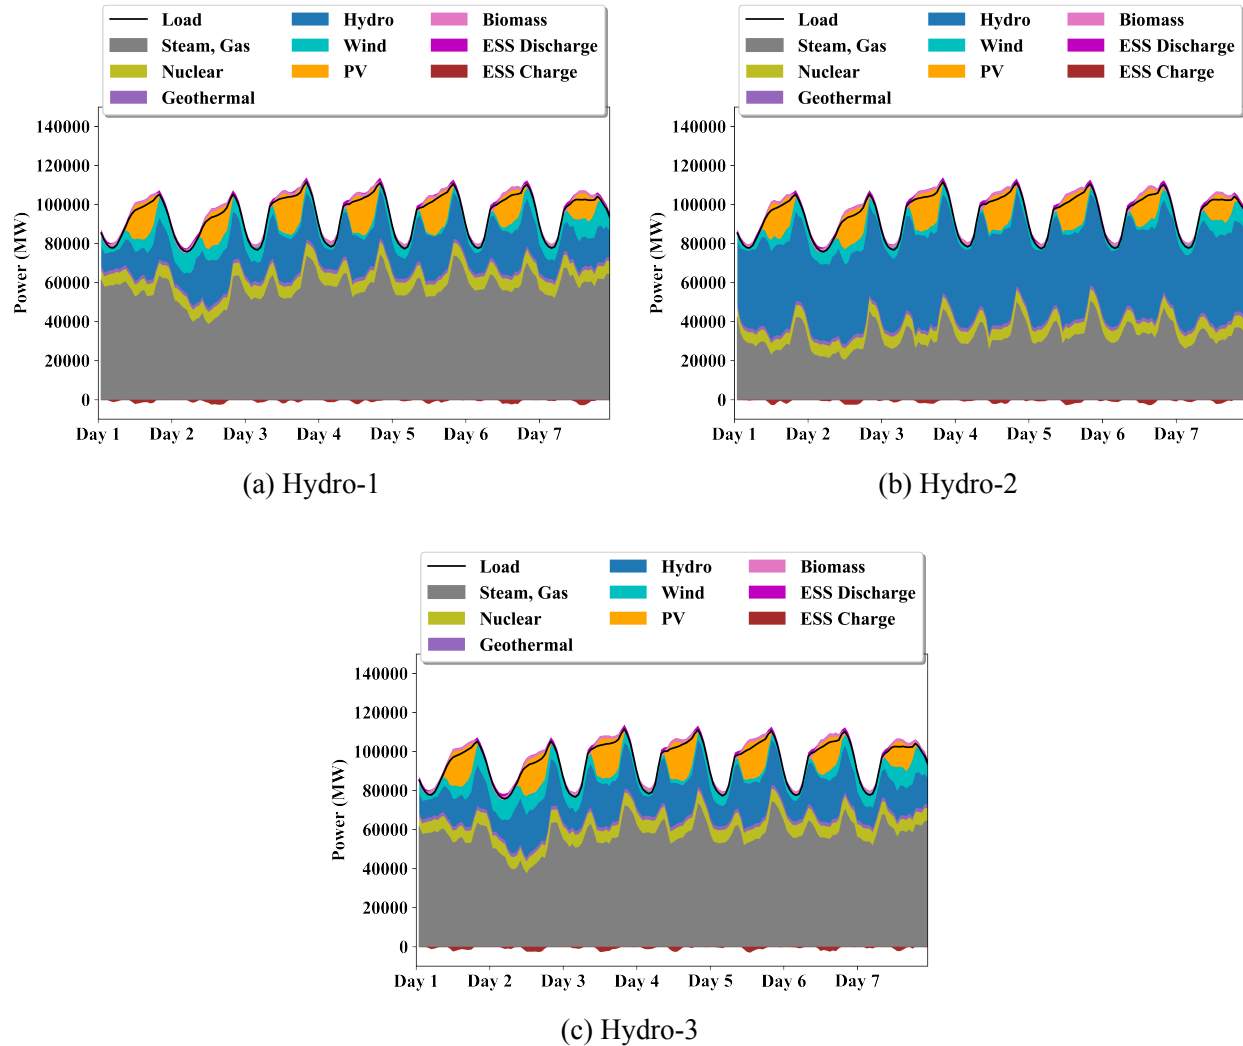 Load Hydro Biomass
Steam, Gas Wind ESS Discharge
Nuclear PV ESS Charge
Geothermal
140000
120000
100000
80000
60000
40000
20000
0
Power (MW)
Day 1 Day 2 Day 3 Day 4 Day 5 Day 6 Day 7
(a) Hydro-1
Load Hydro Biomass
Steam, Gas Wind ESS Discharge
Nuclear PV ESS Charge
Geothermal
140000
120000
100000
80000
60000
40000
20000
0
Power (MW)
Day 1 Day 2 Day 3 Day 4 Day 5 Day 6 Day 7
(b) Hydro-2
Load Hydro Biomass
Steam, Gas Wind ESS Discharge
Nuclear PV ESS Charge
Geothermal
140000
120000
100000
80000
60000
40000
20000
0
Power (MW)
Day 1 Day 2 Day 3 Day 4 Day 5 Day 6 Day 7
(c) Hydro-3